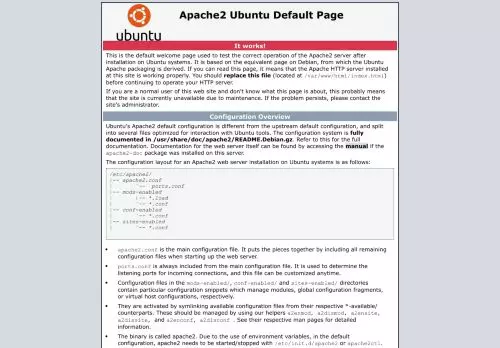 ubuntu
Apache2 Ubuntu Default Page
It works!
This is the default welcome page used to test the correct operation of the Apache2 server after
installation on Ubuntu systems. It is based on the equivalent page on Debian, from which the Ubuntu
Apache packaging is derived. If you can read this page, it means that the Apache HTTP server installed
at this site is working properly. You should replace this file (located at /var/www/html/index.html)
before continuing to operate your HTTP server.
If you are a normal user of this web site and don't know what this page is about, this probably means
that the site is currently unavailable due to maintenance. If the problem persists, please contact the
site's administrator.
Configuration Overview
Ubuntu's Apache2 default configuration is different from the upstream default configuration, and split
into several files optimized for interaction with Ubuntu tools. The configuration system is fully
documented in /usr/share/doc/apache2/README.Debian.gz. Refer to this for the full
documentation. Documentation for the web server itself can be found by accessing the manual if the
apache2-doc package was installed on this server.
The configuration layout for an Apache2 web server installation on Ubuntu systems is as follows:
/etc/apache2/
|-- apache2.conf
|       `--  ports.conf
|-- mods-enabled
|       |-- *.load
|       `-- *.conf
|-- conf-enabled
|       `-- *.conf
|-- sites-enabled
|       `-- *.conf
• apache2.conf is the main configuration file. It puts the pieces together by including all remaining
configuration files when starting up the web server.
• ports.conf is always included from the main configuration file. It is used to determine the
listening ports for incoming connections, and this file can be customized anytime.
• Configuration files in the mods-enabled/, conf-enabled/ and sites-enabled/ directories
contain particular configuration snippets which manage modules, global configuration fragments,
or virtual host configurations, respectively.
• They are activated by symlinking available configuration files from their respective *-available/
counterparts. These should be managed by using our helpers a2enmod, a2dismod, a2ensite,
a2dissite, and a2enconf, a2disconf . See their respective man pages for detailed
information.
• The binary is called apache2. Due to the use of environment variables, in the default
configuration, apache2 needs to be started/stopped with /etc/init.d/apache2 or apache2ctl.